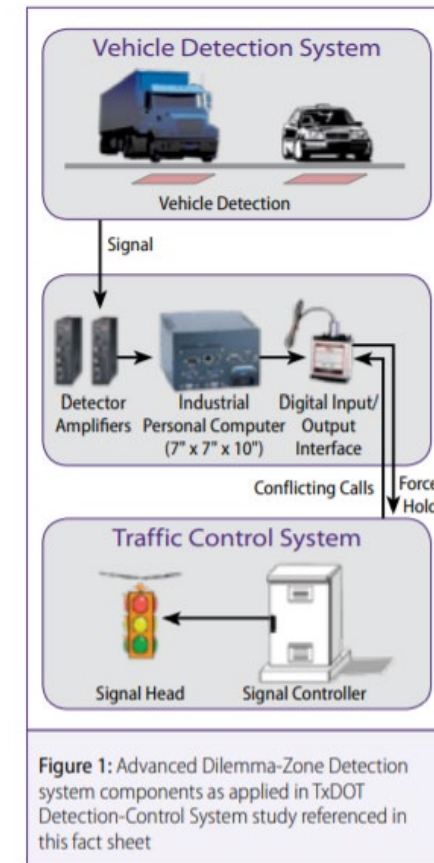 Vehicle Detection System
Vehicle Detection
Signal
Detector Industrial Digital Input/
Amplifiers Personal Computer Output
(7" x 7" x 10") Interface
Conflicting Calls Force
Hold
Traffic Control System
Signal Head Signal Controller
Figure 1: Advanced Dilemma-Zone Detection
system components as applied in TxDOT
Detection-Control System study referenced in
this fact sheet